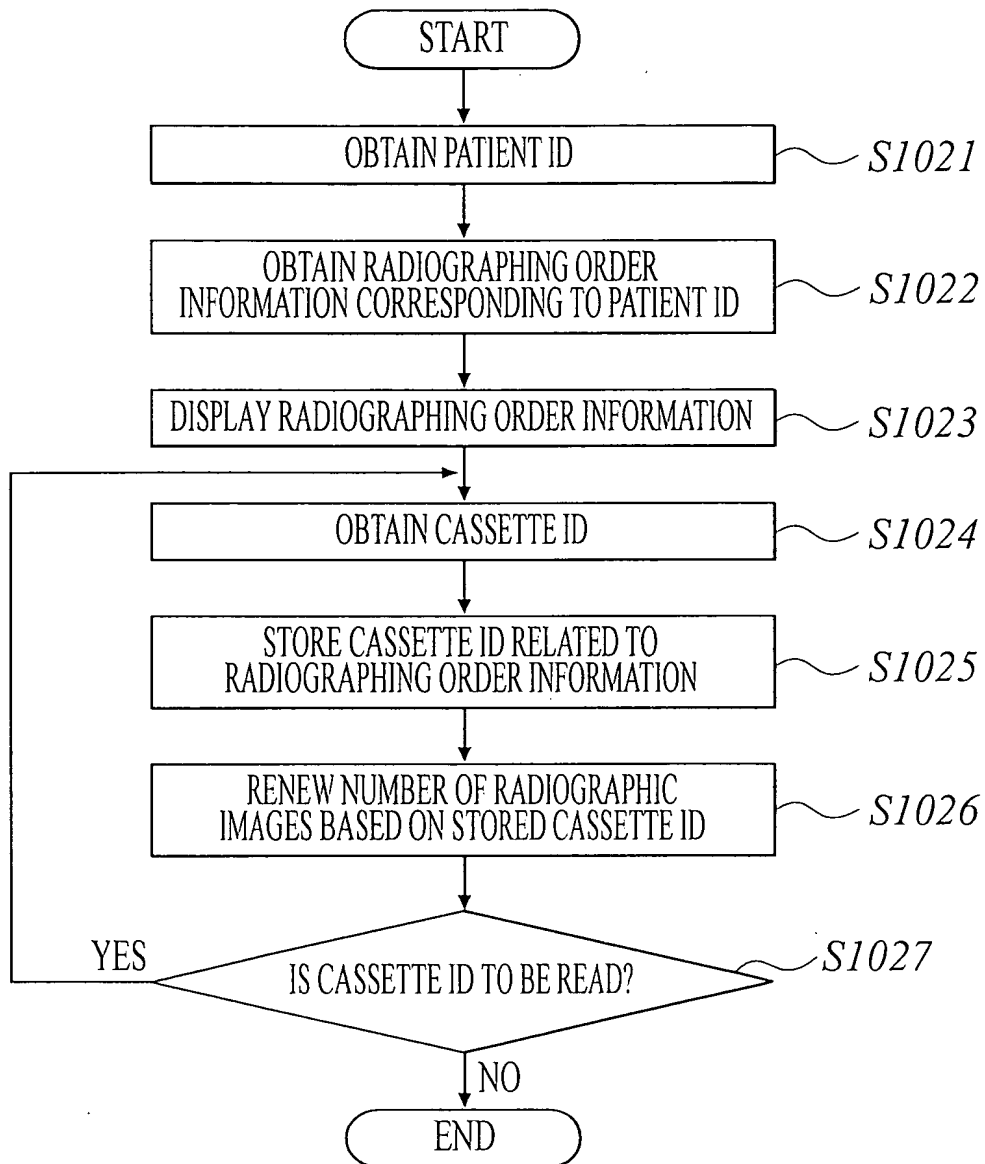 START
OBTAIN PATIENT ID
S1021
OBTAIN RADIOGRAPHING ORDER
INFORMATION CORRESPONDING TO PATIENT ID
S1022
DISPLAY RADIOGRAPHING ORDER INFORMATION
S1023
OBTAIN CASSETTE ID
S1024
STORE CASSETTE ID RELATED TO
RADIOGRAPHING ORDER INFORMATION
S1025
RENEW NUMBER OF RADIOGRAPHIC
IMAGES BASED ON STORED CASSETTE ID
S1026
YES
IS CASSETTE ID TO BE READ?
S1027
NO
END